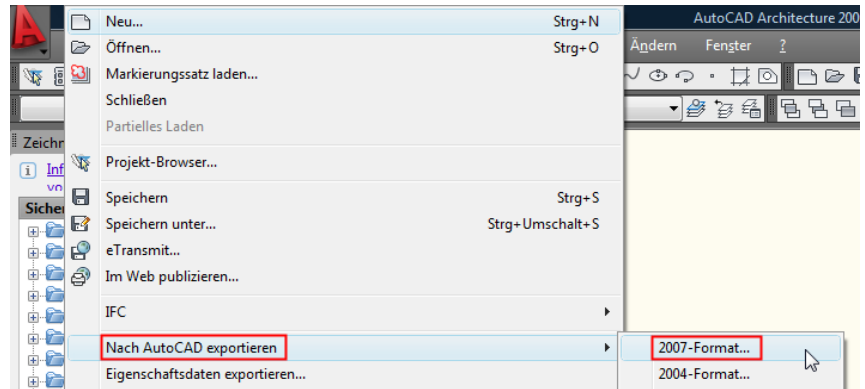 AutoCAD Architecture 200
Ändern Fenster ?
Neu... Strg+N
Öffnen... Strg+O
Markierungssatz laden...
Schließen
Partielles Laden
Projekt-Browser...
Speichern Strg+S
Speichern unter... Strg+Umschalt+S
eTransmit...
Im Web publizieren...
IFC
Nach AutoCAD exportieren
Eigenschaftsdaten exportieren...
2007-Format...
2004-Format...
Zeichn
Inf
vo
Sicher